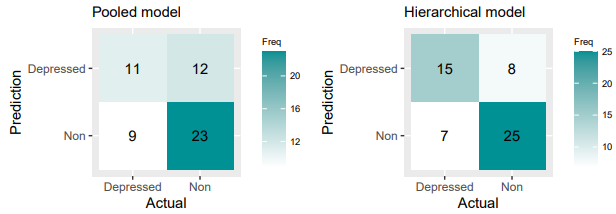 Pooled model
Prediction
Depressed
Non
11
12
9
23
Depressed
Non
Actual
Freq
20
16
12
Hierarchical model
Prediction
Depressed
Non
15
8
7
25
Depressed
Non
Actual
Freq
25
20
15
10